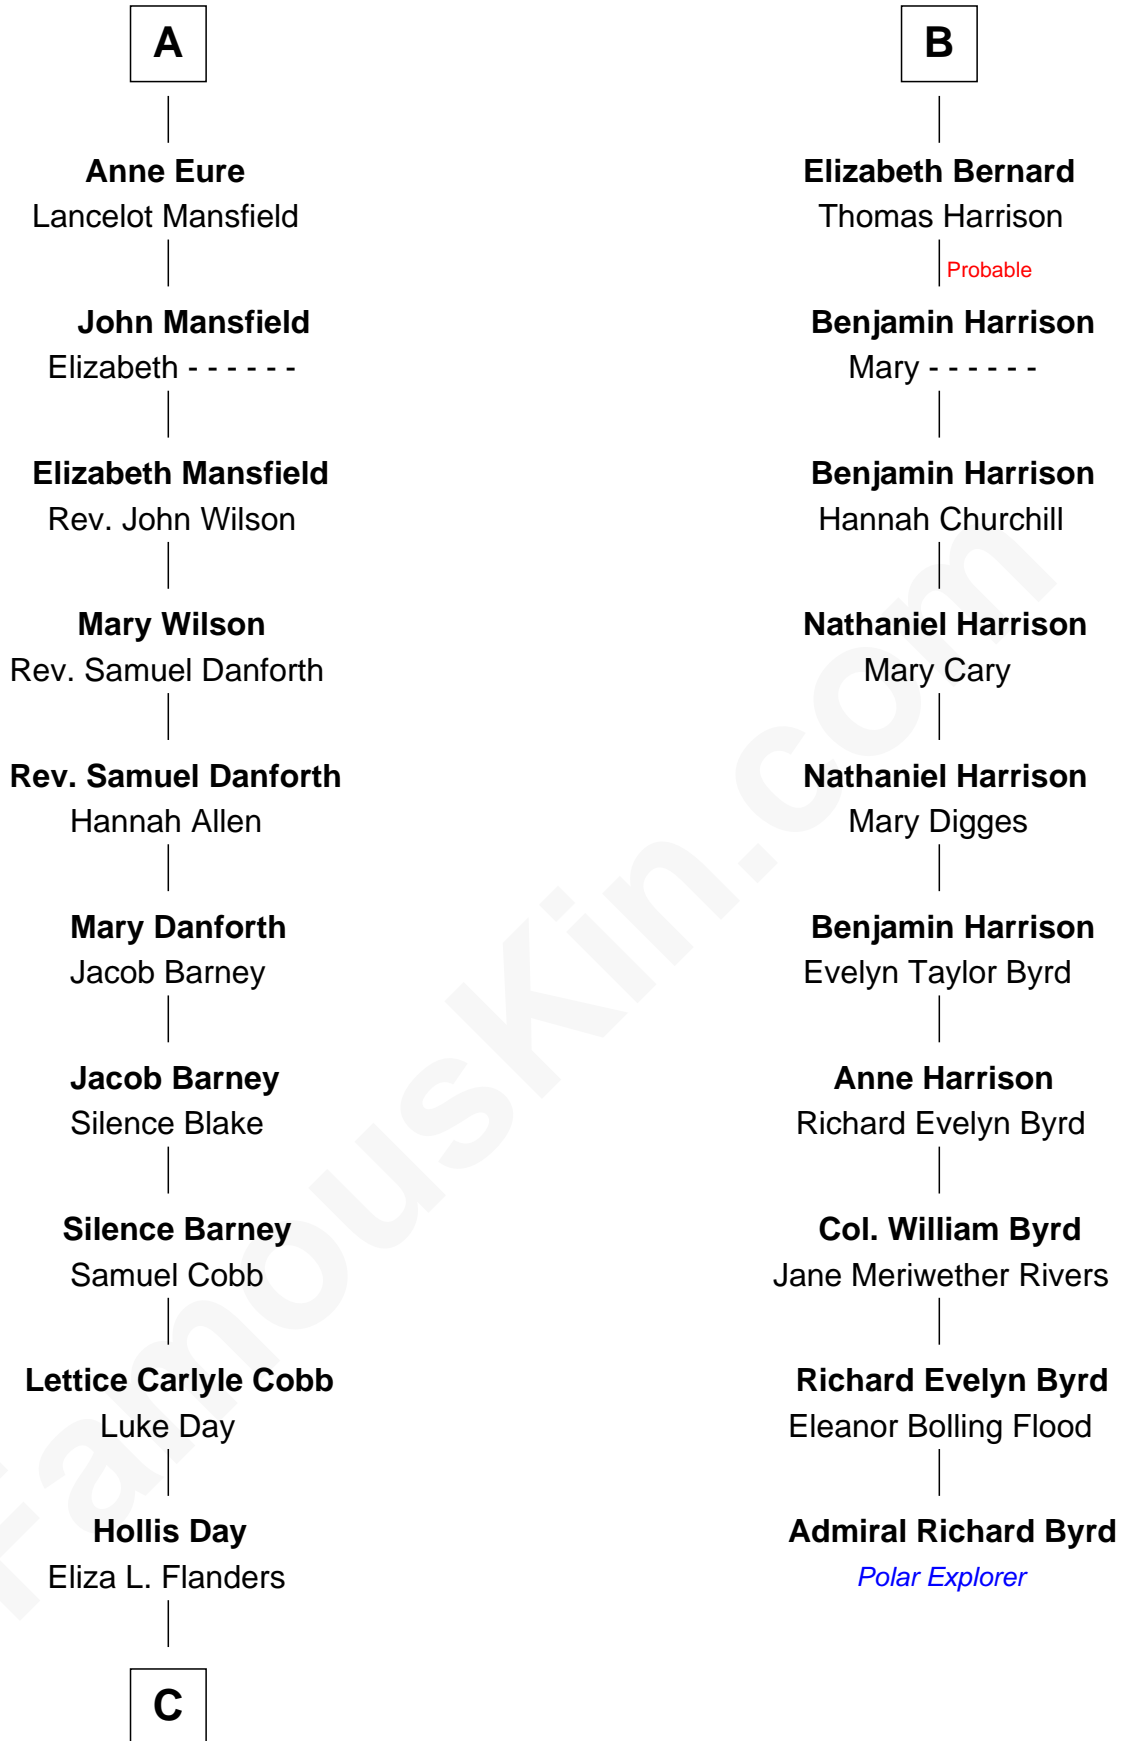 A
Anne Eure
Lancelot Mansfield
John Mansfield
Elizabeth - - - - - -
Elizabeth Mansfield
Rev. John Wilson
Mary Wilson
Rev. Samuel Danforth
Rev. Samuel Danforth
Hannah Allen
Mary Danforth
Jacob Barney
Jacob Barney
Silence Blake
Silence Barney
Samuel Cobb
Lettice Carlyle Cobb
Luke Day
Hollis Day
Eliza L. Flanders
C
B
Elizabeth Bernard
Thomas Harrison
Probable
Benjamin Harrison
Mary - - - - - -
Benjamin Harrison
Hannah Churchill
Nathaniel Harrison
Mary Cary
Nathaniel Harrison
Mary Digges
Benjamin Harrison
Evelyn Taylor Byrd
Anne Harrison
Richard Evelyn Byrd
Col. William Byrd
Jane Meriwether Rivers
Richard Evelyn Byrd
Eleanor Bolling Flood
Admiral Richard Byrd
Polar Explorer
FamousKin.com